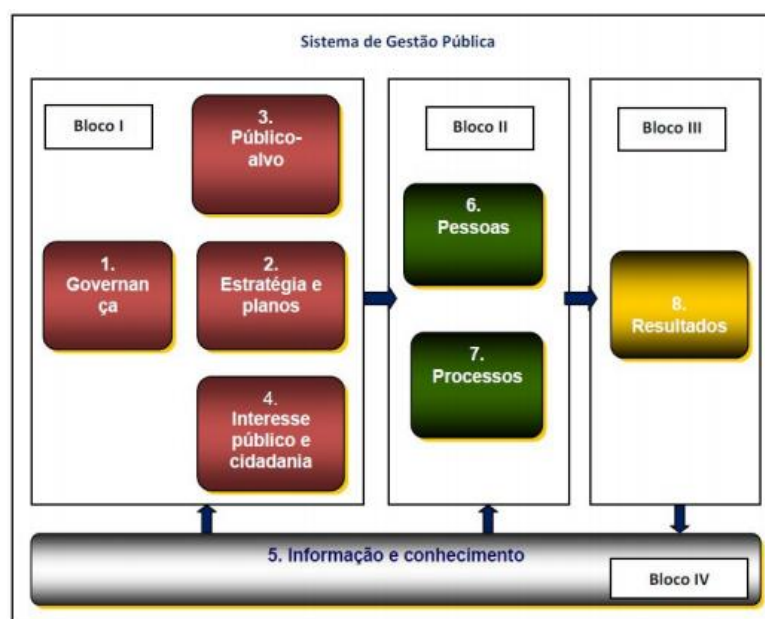 Sistema de Gestão Pública
Bloco I
3.
Público-
alvo
1.
Governan
ça
2.
Estratégia e
planos
4.
Interesse
público e
cidadania
Bloco II
6.
Pessoas
7.
Processos
Bloco III
8.
Resultados
5. Informação e conhecimento
Bloco IV